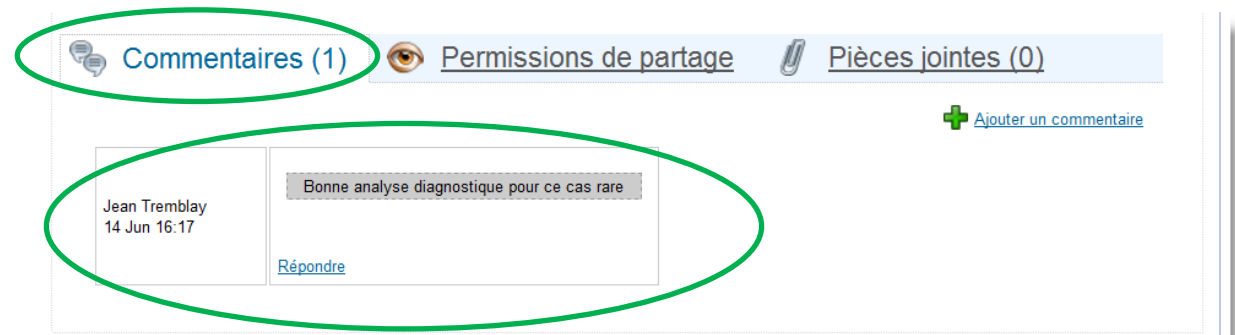 Commentaires (1) Permissions de partage Pièces jointes (0)
Ajouter un commentaire
Bonne analyse diagnostique pour ce cas rare
Jean Tremblay
14 Jun 16:17
Répondre